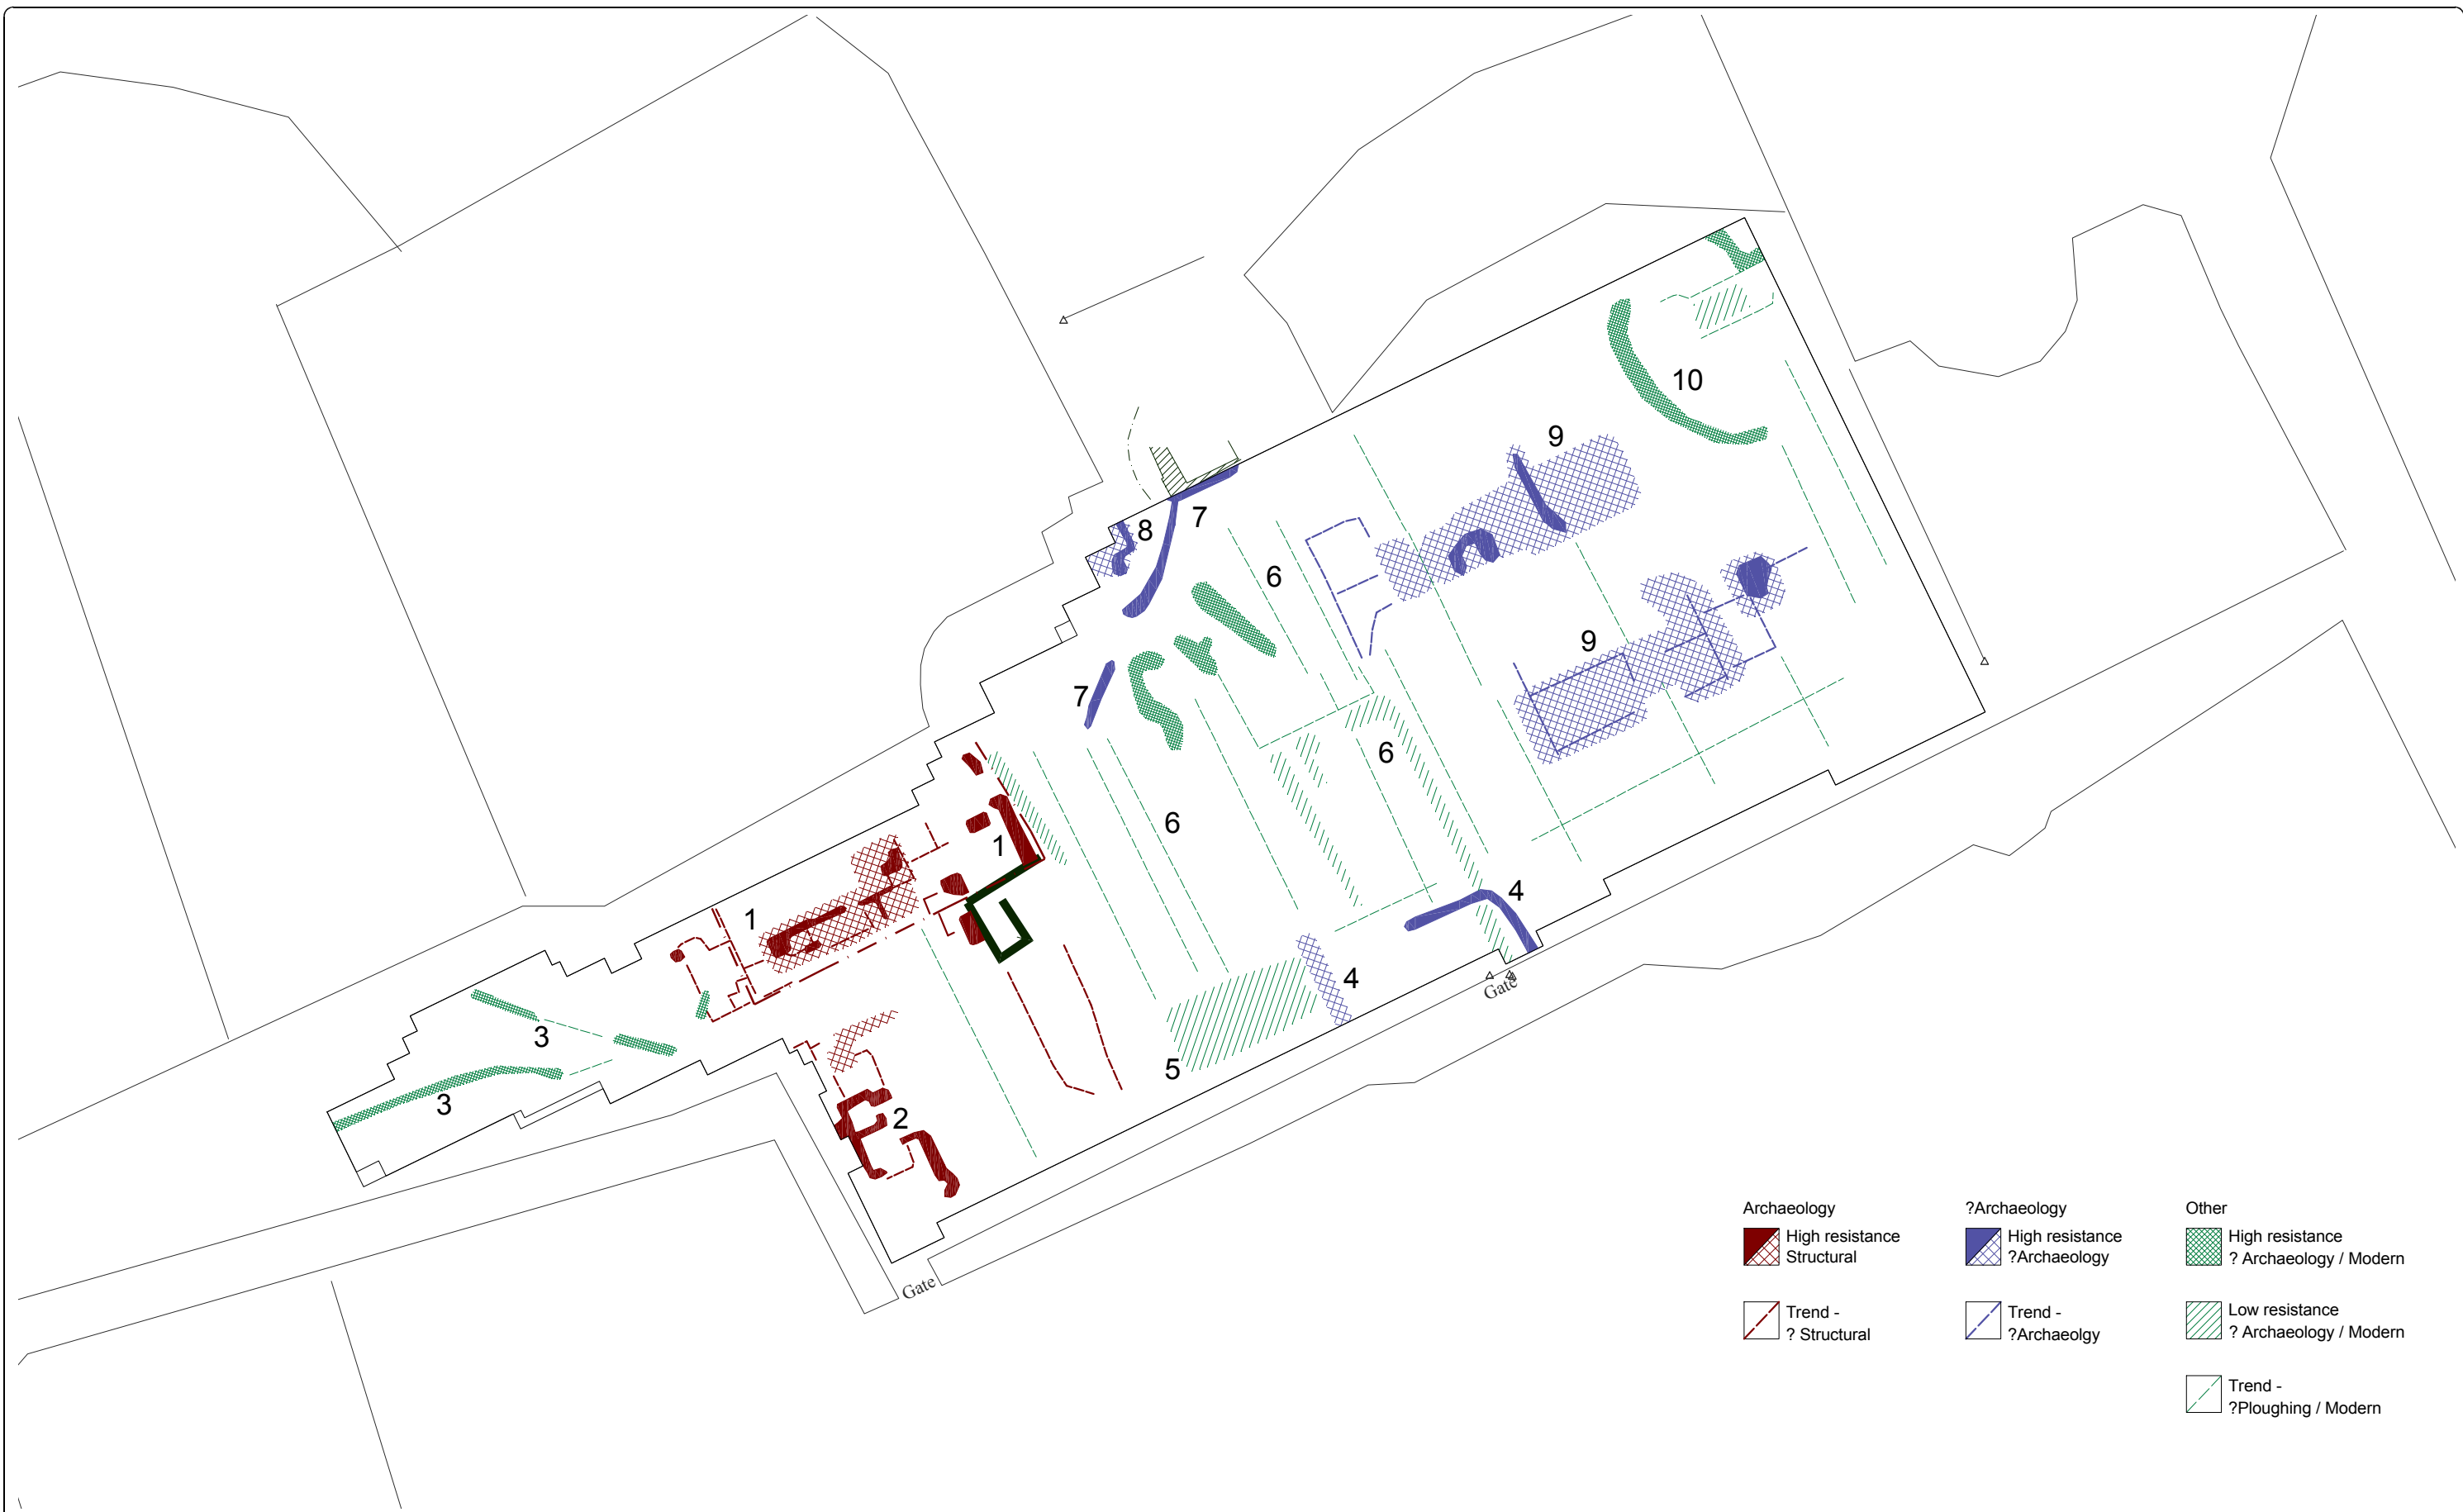 10
9
7
8
6
9
7
6
6
1
1
4
4
Gate
3
5
3
2
Gate
Archaeology
High resistance
Structural
Trend -
? Structural
?Archaeology
High resistance
?Archaeology
Trend -
?Archaeolgy
Other
High resistance
? Archaeology / Modern
Low resistance
? Archaeology / Modern
Trend -
?Ploughing / Modern